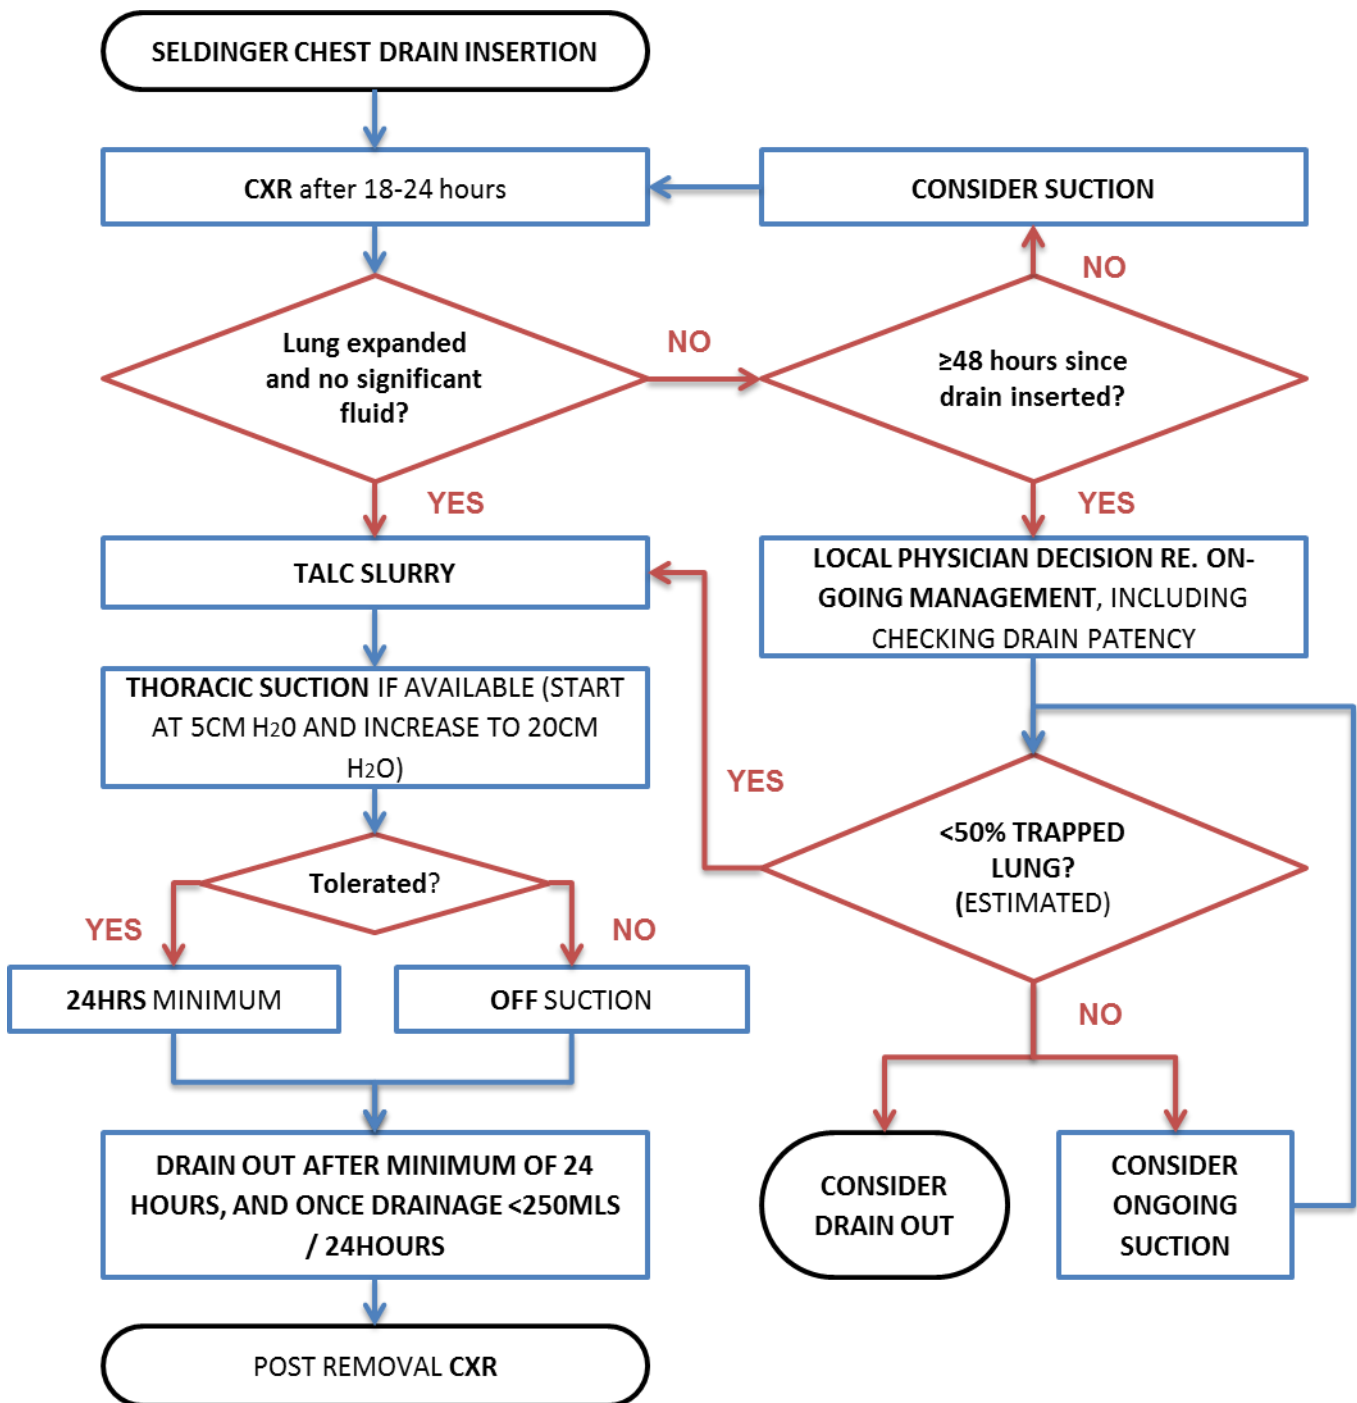 SELDINGER CHEST DRAIN INSERTION
CXR after 18-24 hours
CONSIDER SUCTION
NO
Lung expanded
and no significant
fluid?
NO
≥48 hours since
drain inserted?
YES
YES
TALC SLURRY
LOCAL PHYSICIAN DECISION RE. ON-
GOING MANAGEMENT, INCLUDING
CHECKING DRAIN PATENCY
THORACIC SUCTION IF AVAILABLE (START
AT 5CM H20 AND INCREASE TO 20CM
H2O)
YES
<50% TRAPPED
LUNG?
(ESTIMATED)
Tolerated?
YES
NO
24HRS MINIMUM
OFF SUCTION
NO
DRAIN OUT AFTER MINIMUM OF 24
HOURS, AND ONCE DRAINAGE <250MLS
/ 24HOURS
CONSIDER
DRAIN OUT
CONSIDER
ONGOING
SUCTION
POST REMOVAL CXR